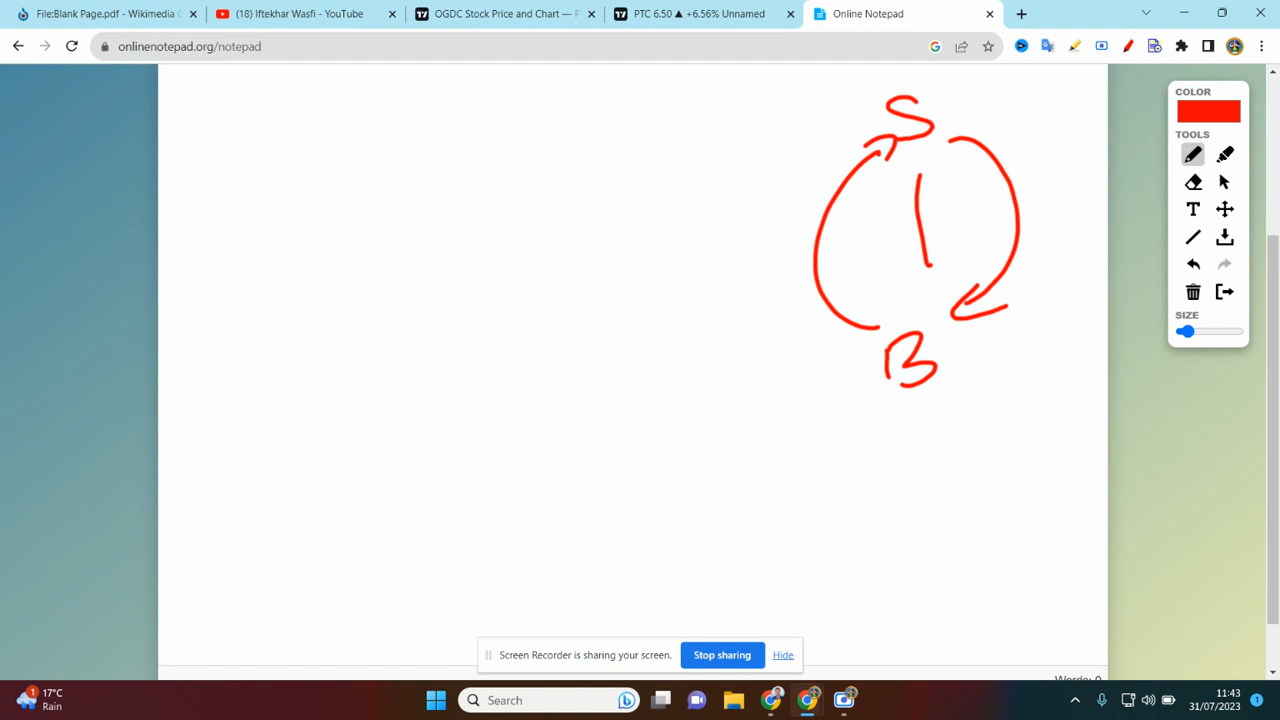 File:Blank Page.pdf - Wikimedia C
(18) Iftekhar Wasfi - YouTube
OGDC Stock Price and Chart — P
PTC 6.50 ▲ +6.56% Unnamed
Online Notepad
onlinenotepad.org/notepad
S
B
COLOR
TOOLS
SIZE
Screen Recorder is sharing your screen.
Stop sharing
Hide
Words: 0
1
17°C
Rain
Search
11:43
31/07/2023
1